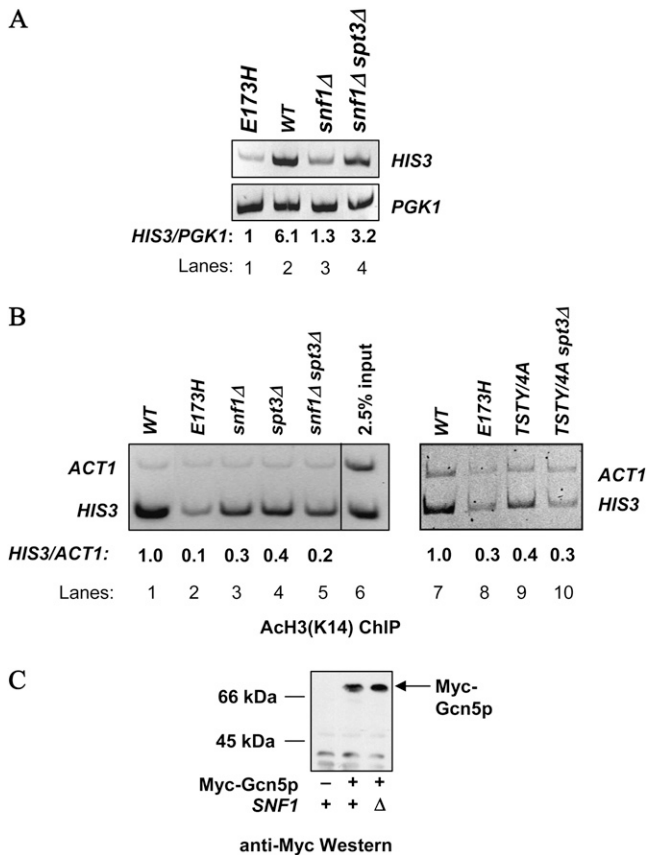 A
E173H WT snf1Δ snf1Δ spt3Δ
HIS3
PGK1
HIS3/PGK1: 1 6.1 1.3 3.2
Lanes: 1 2 3 4
B
WT E173H snf1Δ spt3Δ snf1Δ spt3Δ 2.5% input WT E173H TSTY/4A TSTY/4A spt3Δ
ACT1 ACT1
HIS3 HIS3
HIS3/ACT1: 1.0 0.1 0.3 0.4 0.2 1.0 0.3 0.4 0.3
Lanes: 1 2 3 4 5 6 7 8 9 10
AcH3(K14) ChIP
C
66 kDa Myc-
Gcn5p
45 kDa
Myc-Gcn5p – + +
SNF1 + + Δ
anti-Myc Western